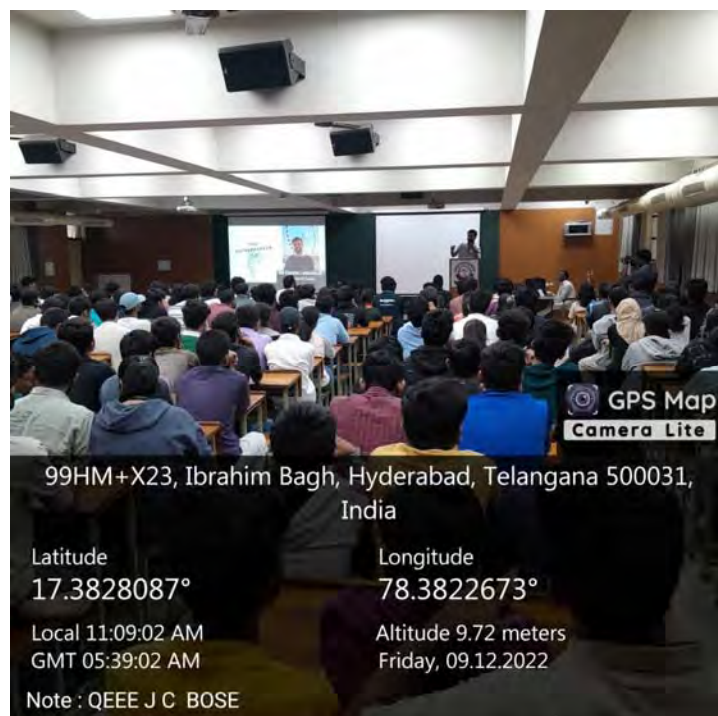 GPS Map
Camera Lite
99HM+X23, Ibrahim Bagh, Hyderabad, Telangana 500031,
India
Latitude
17.3828087°
Longitude
78.3822673°
Local 11:09:02 AM
GMT 05:39:02 AM
Altitude 9.72 meters
Friday, 09.12.2022
Note : QEEE J C BOSE